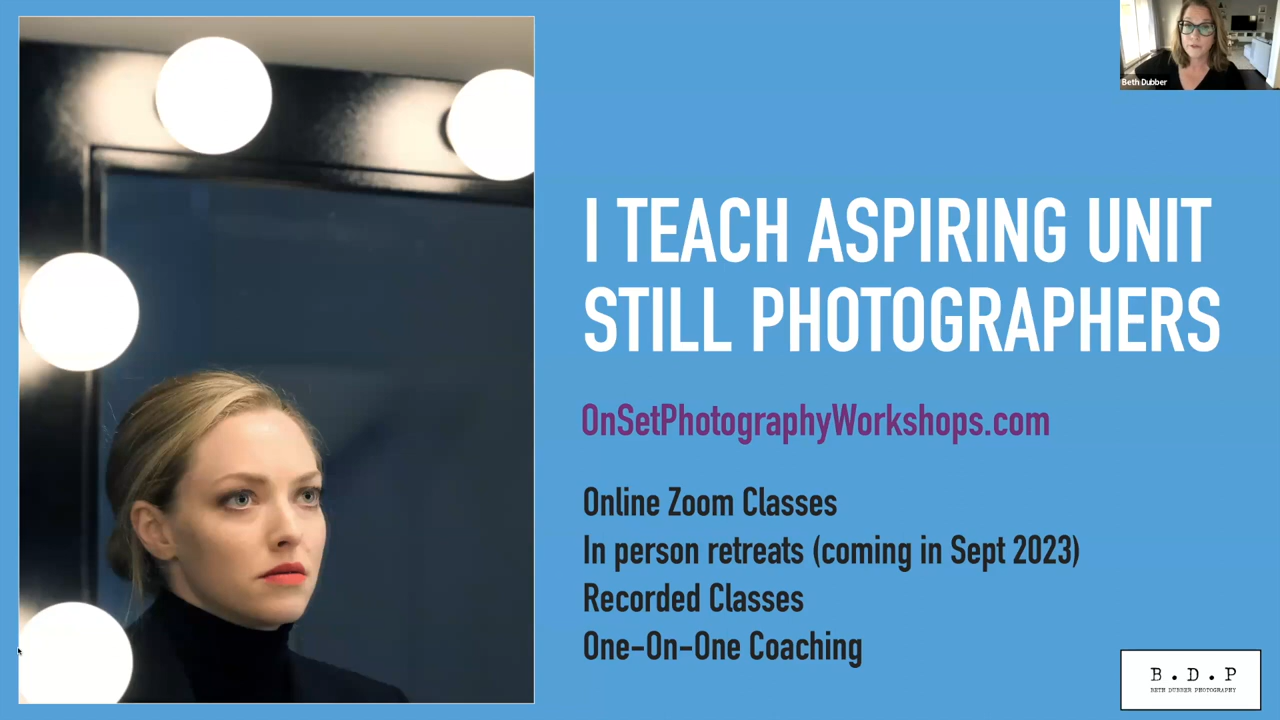 Beth Dubber
I TEACH ASPIRING UNIT
STILL PHOTOGRAPHERS
OnSetPhotographyWorkshops.com
Online Zoom Classes
In person retreats (coming in Sept 2023)
Recorded Classes
One-On-One Coaching
B.D.P
BETH DUBBER PHOTOGRAPHY